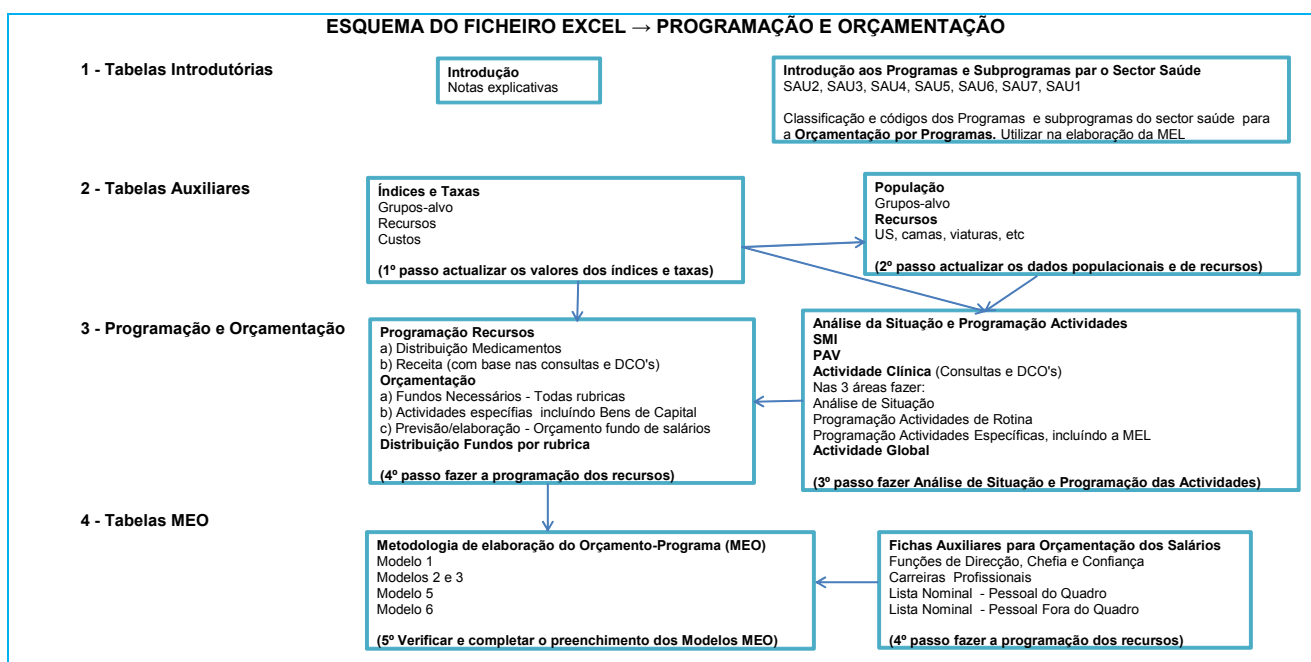 ESQUEMA DO FICHEIRO EXCEL → PROGRAMAÇÃO E ORÇAMENTAÇÃO
1 - Tabelas Introdutórias
Introdução
Notas explicativas
Introdução aos Programas e Subprogramas par o Sector Saúde
SAU2, SAU3, SAU4, SAU5, SAU6, SAU7, SAU1
Classificação e códigos dos Programas e subprogramas do sector saúde para
a Orçamentação por Programas. Utilizar na elaboração da MEL
2 - Tabelas Auxiliares
Índices e Taxas
Grupos-alvo
Recursos
Custos
(1º passo actualizar os valores dos índices e taxas)
População
Grupos-alvo
Recursos
US, camas, viaturas, etc
(2º passo actualizar os dados populacionais e de recursos)
3 - Programação e Orçamentação
Programação Recursos
a) Distribuição Medicamentos
b) Receita (com base nas consultas e DCO's)
Orçamentação
a) Fundos Necessários - Todas rubricas
b) Actividades específias incluíndo Bens de Capital
c) Previsão/elaboração - Orçamento fundo de salários
Distribuição Fundos por rubrica
(4º passo fazer a programação dos recursos)
Análise da Situação e Programação Actividades
SMI
PAV
Actividade Clínica (Consultas e DCO's)
Nas 3 áreas fazer:
Análise de Situação
Programação Actividades de Rotina
Programação Actividades Específicas, incluíndo a MEL
Actividade Global
(3º passo fazer Análise de Situação e Programação das Actividades)
4 - Tabelas MEO
Metodologia de elaboração do Orçamento-Programa (MEO)
Modelo 1
Modelos 2 e 3
Modelo 5
Modelo 6
(5º Verificar e completar o preenchimento dos Modelos MEO)
Fichas Auxiliares para Orçamentação dos Salários
Funções de Direcção, Chefia e Confiança
Carreiras Profissionais
Lista Nominal - Pessoal do Quadro
Lista Nominal - Pessoal Fora do Quadro
(4º passo fazer a programação dos recursos)